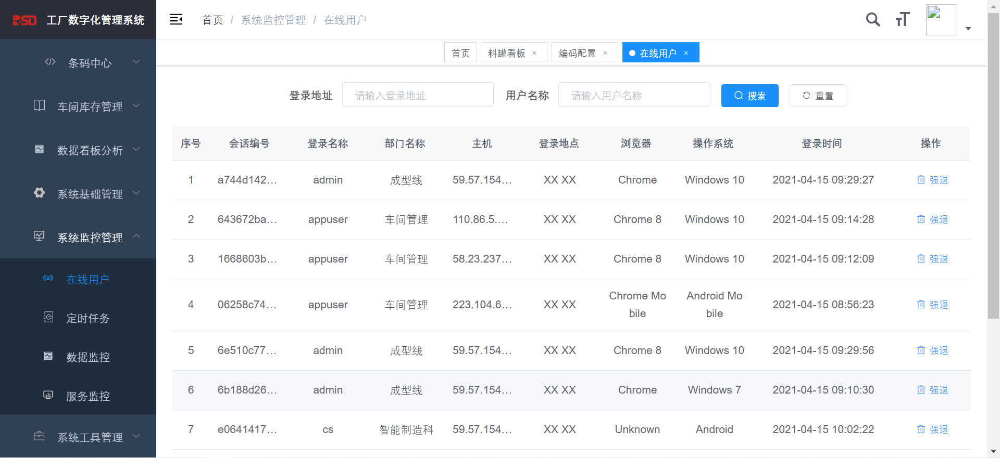 RSD 工厂数字化管理系统
首页 / 系统监控管理 / 在线用户
首页 料罐看板 × 编码配置 × 在线用户 ×
条码中心
车间库存管理
数据看板分析
系统基础管理
系统监控管理
在线用户
定时任务
数据监控
服务监控
系统工具管理
登录地址 请输入登录地址 用户名称 请输入用户名称 搜索 重置
序号 会话编号 登录名称 部门名称 主机 登录地点 浏览器 操作系统 登录时间 操作
1 a744d142... admin 成型线 59.57.154... XX XX Chrome Windows 10 2021-04-15 09:29:27 强退
2 643672ba... appuser 车间管理 110.86.5.... XX XX Chrome 8 Windows 10 2021-04-15 09:14:28 强退
3 1668603b... appuser 车间管理 58.23.237... XX XX Chrome 8 Windows 10 2021-04-15 09:12:09 强退
4 06258c74... appuser 车间管理 223.104.6... XX XX Chrome Mo
bile Android Mo
bile 2021-04-15 08:56:23 强退
5 6e510c77... admin 成型线 59.57.154... XX XX Chrome 8 Windows 10 2021-04-15 09:29:56 强退
6 6b188d26... admin 成型线 59.57.154... XX XX Chrome Windows 7 2021-04-15 09:10:30 强退
7 e0641417... cs 智能制造科 59.57.154... XX XX Unknown Android 2021-04-15 10:02:22 强退